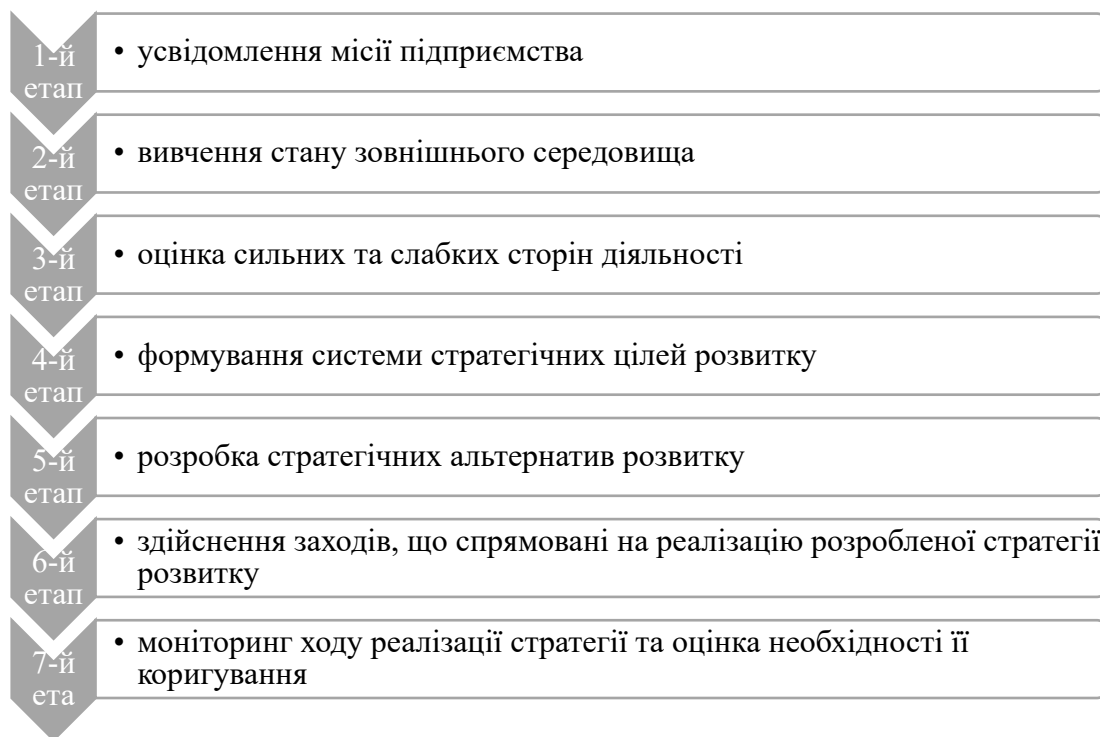 1-й
етап
• усвідомлення місії підприємства
2-й
етап
• вивчення стану зовнішнього середовища
3-й
етап
• оцінка сильних та слабких сторін діяльності
4-й
етап
• формування системи стратегічних цілей розвитку
5-й
етап
• розробка стратегічних альтернатив розвитку
6-й
етап
• здійснення заходів, що спрямовані на реалізацію розробленої стратегії
розвитку
7-й
ета
• моніторинг ходу реалізації стратегії та оцінка необхідності її
коригування